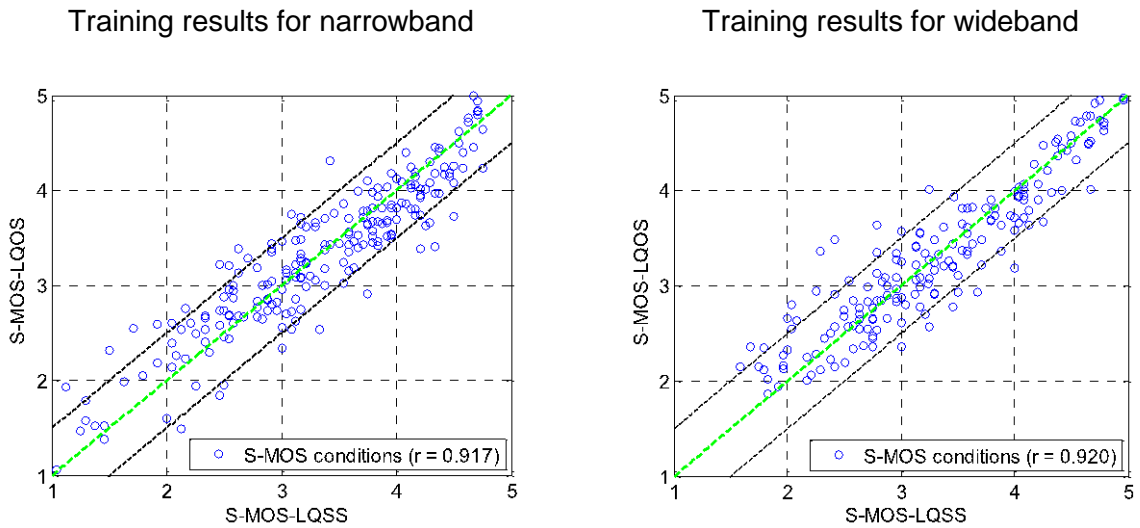 Training results for narrowband
5
4
3
2
1
1 2 3 4 5
S-MOS-LQOS
S-MOS-LQSS
S-MOS conditions (r = 0.917)
Training results for wideband
5
4
3
2
1
1 2 3 4 5
S-MOS-LQOS
S-MOS-LQSS
S-MOS conditions (r = 0.920)